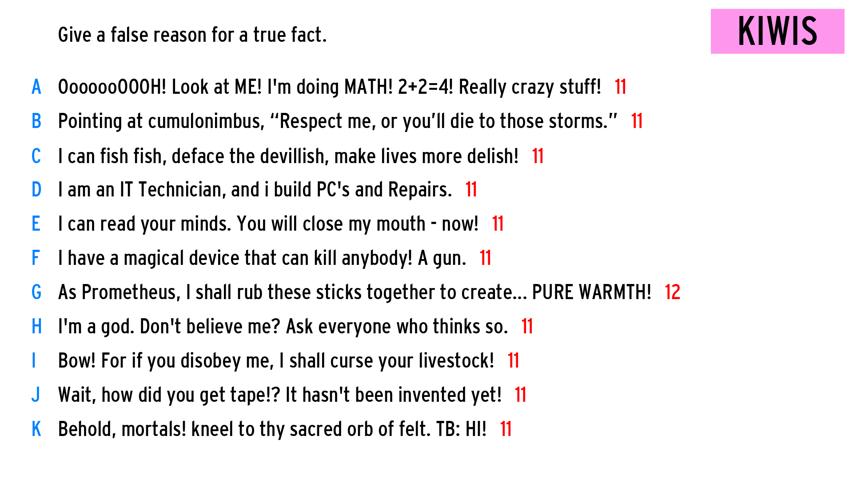 Give a false reason for a true fact.
KIWIS
A OoooooOOOH! Look at ME! I'm doing MATH! 2+2=4! Really crazy stuff! 11
B Pointing at cumulonimbus, “Respect me, or you’ll die to those storms.” 11
C I can fish fish, deface the devillish, make lives more delish! 11
D I am an IT Technician, and i build PC's and Repairs. 11
E I can read your minds. You will close my mouth - now! 11
F I have a magical device that can kill anybody! A gun. 11
G As Prometheus, I shall rub these sticks together to create... PURE WARMTH! 12
H I'm a god. Don't believe me? Ask everyone who thinks so. 11
I Bow! For if you disobey me, I shall curse your livestock! 11
J Wait, how did you get tape!? It hasn't been invented yet! 11
K Behold, mortals! kneel to thy sacred orb of felt. TB: HI! 11